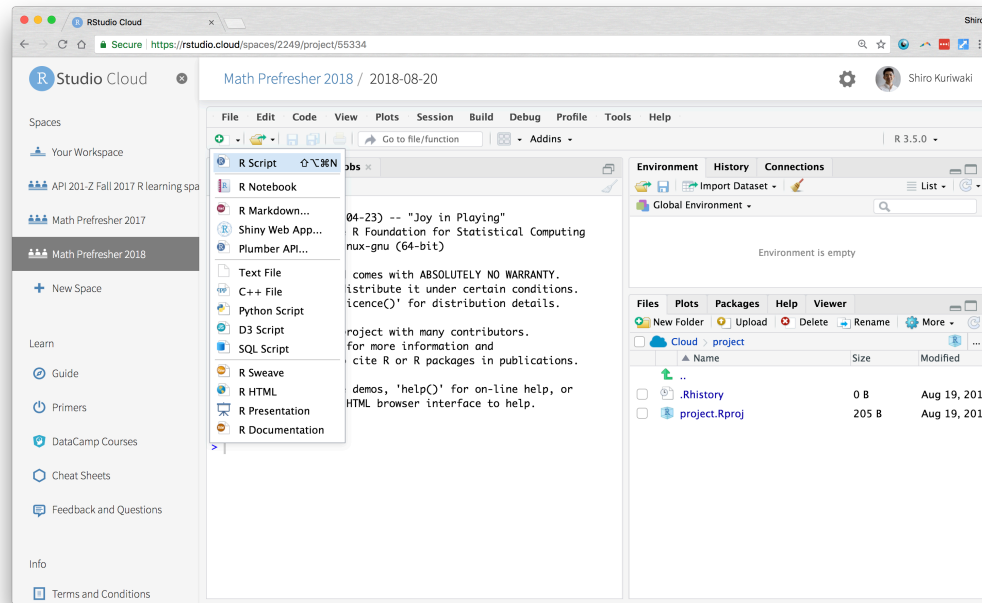 RStudio Cloud ×
Shiro
Secure | https://rstudio.cloud/spaces/2249/project/55334
R Studio Cloud
Math Prefresher 2018 / 2018-08-20
Shiro Kuriwaki
Spaces
Your Workspace
API 201-Z Fall 2017 R learning spa
Math Prefresher 2017
Math Prefresher 2018
New Space
Learn
Guide
Primers
DataCamp Courses
Cheat Sheets
Feedback and Questions
Info
Terms and Conditions
File Edit Code View Plots Session Build Debug Profile Tools Help
Go to file/function
Addins
R 3.5.0
R Script ⇧⌥⌘N
R Notebook
R Markdown...
Shiny Web App...
Plumber API...
Text File
C++ File
Python Script
D3 Script
SQL Script
R Sweave
R HTML
R Presentation
R Documentation
obs ×
04-23) -- "Joy in Playing"
R Foundation for Statistical Computing
nux-gnu (64-bit)
comes with ABSOLUTELY NO WARRANTY.
istribute it under certain conditions.
icence()' for distribution details.
project with many contributors.
for more information and
cite R or R packages in publications.
demos, 'help()' for on-line help, or
HTML browser interface to help.
>
Environment History Connections
Import Dataset
List
Global Environment
Environment is empty
Files Plots Packages Help Viewer
New Folder Upload Delete Rename More
Cloud > project
...
Name Size Modified
..
.Rhistory 0 B Aug 19, 201
project.Rproj 205 B Aug 19, 201